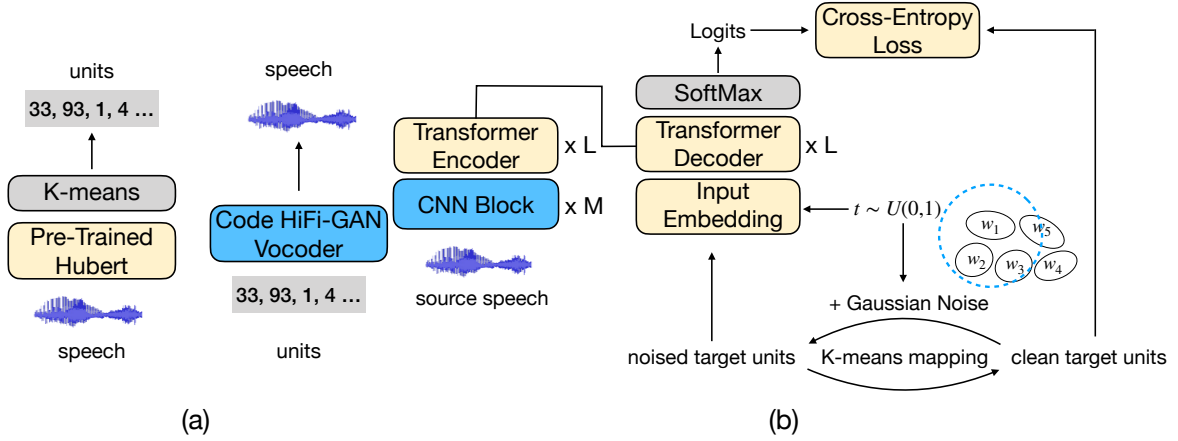 units
33, 93, 1, 4 ...
K-means
Pre-Trained
Hubert
speech
speech
Code HiFi-GAN
Vocoder
33, 93, 1, 4 ...
units
(a)
Logits
Cross-Entropy
Loss
SoftMax
Transformer
Encoder
x L
Transformer
Decoder
x L
CNN Block
x M
Input
Embedding
t ~ U(0,1)
w1
w5
w2
w3
w4
source speech
+ Gaussian Noise
noised target units
K-means mapping
clean target units
(b)